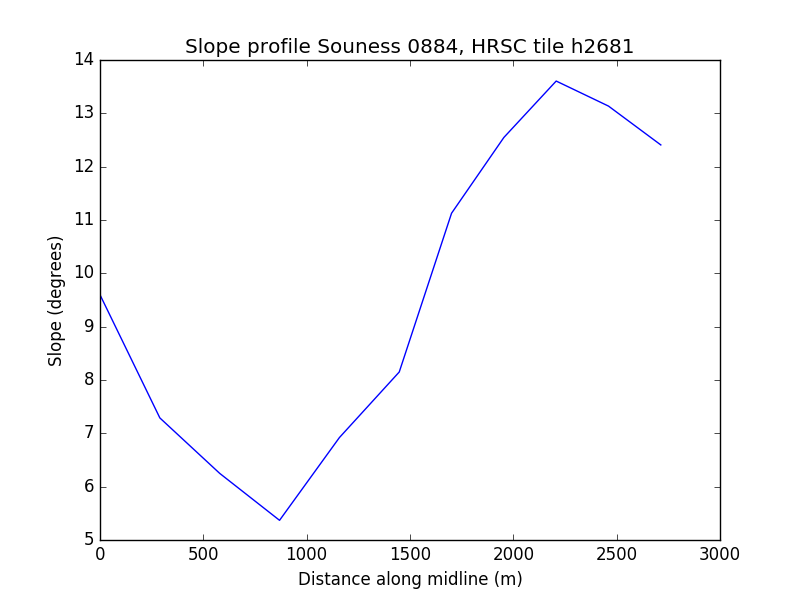 Slope profile Souness 0884, HRSC tile h2681
14
13
12
11
10
9
8
7
6
5
Slope (degrees)
0 500 1000 1500 2000 2500 3000
Distance along midline (m)